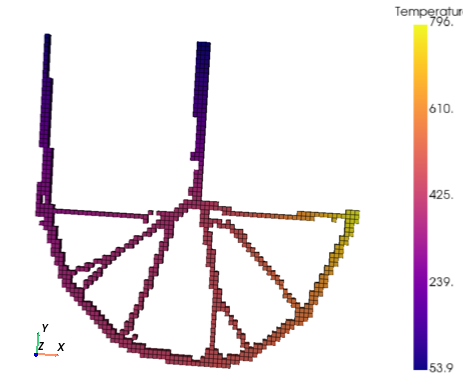 Temperatur
796.
610.
425.
239.
53.9
Y
Z X